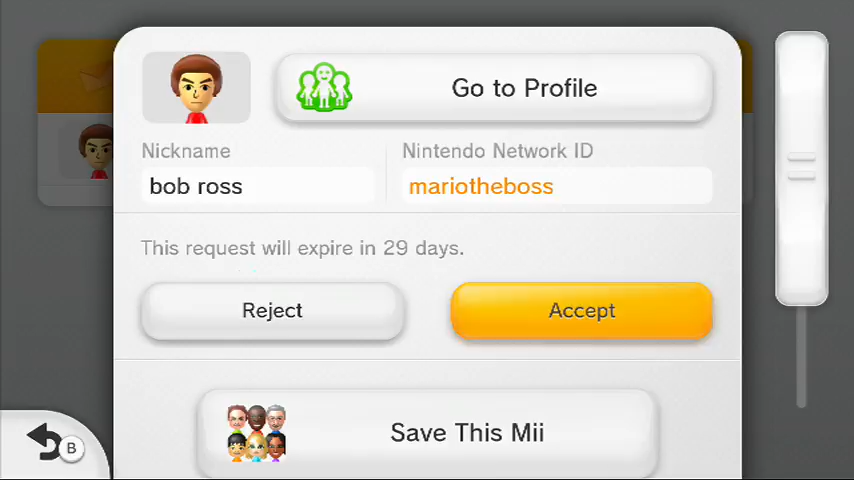 Go to Profile
Nickname
Nintendo Network ID
bob ross
mariotheboss
This request will expire in 29 days.
Reject
Accept
Save This Mii
B